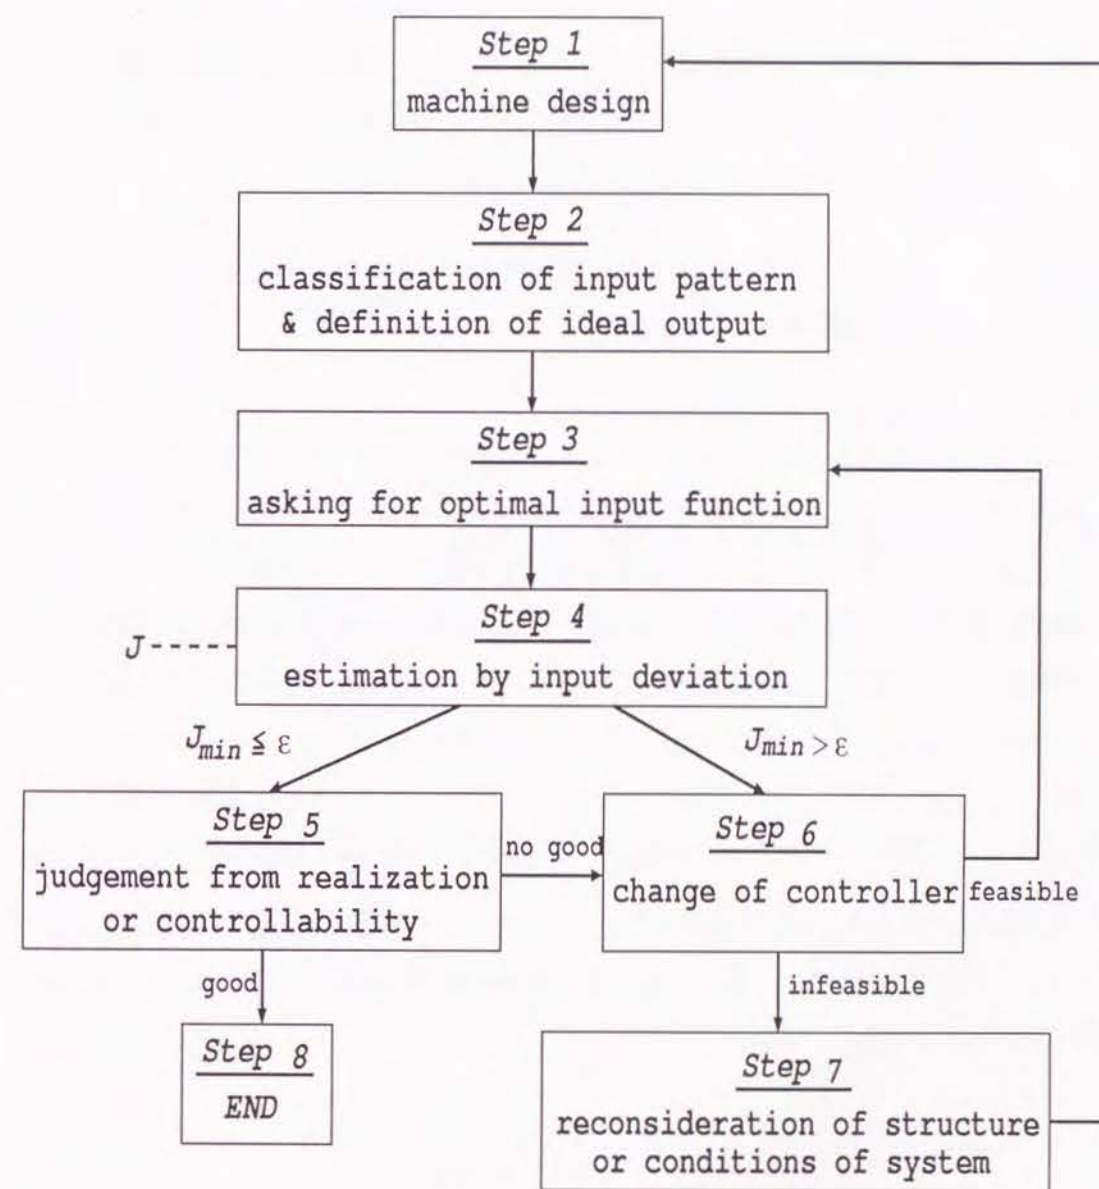 Step 1
machine design
Step 2
classification of input pattern
& definition of ideal output
Step 3
asking for optimal input function
Step 4
estimation by input deviation
J
Jmin ≦ ε
Jmin > ε
Step 5
judgement from realization
or controllability
no good
Step 6
change of controller
feasible
good
infeasible
Step 8
END
Step 7
reconsideration of structure
or conditions of system